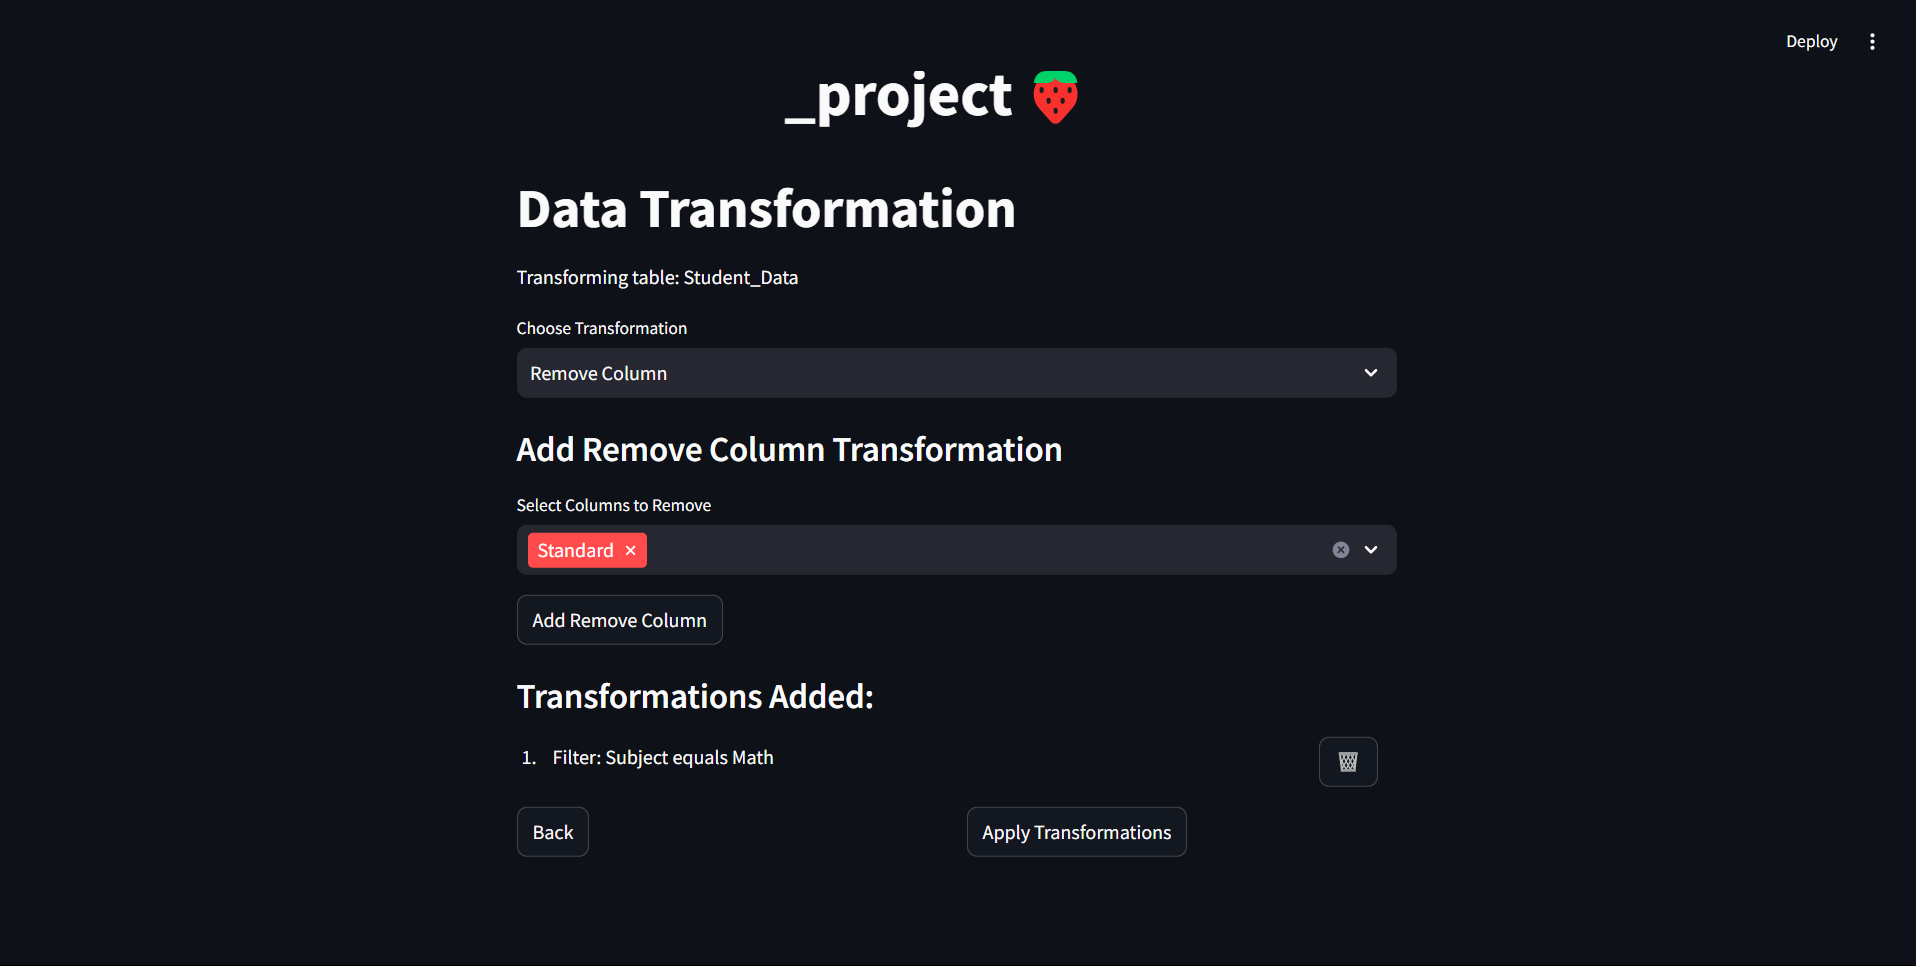 Deploy
_project
Data Transformation
Transforming table: Student_Data
Choose Transformation
Remove Column
Add Remove Column Transformation
Select Columns to Remove
Standard
Add Remove Column
Transformations Added:
1. Filter: Subject equals Math
Back Apply Transformations